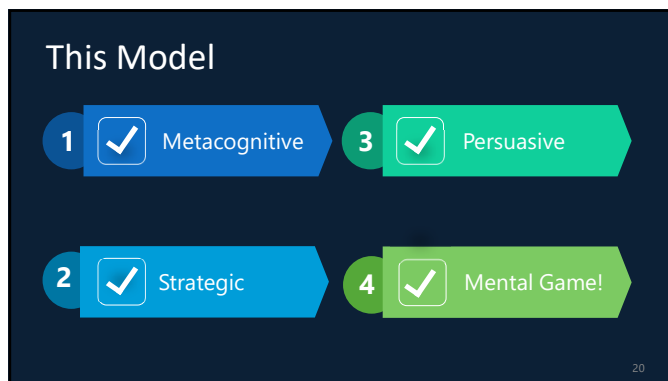 This Model
1 Metacognitive
2 Strategic
3 Persuasive
4 Mental Game!
20